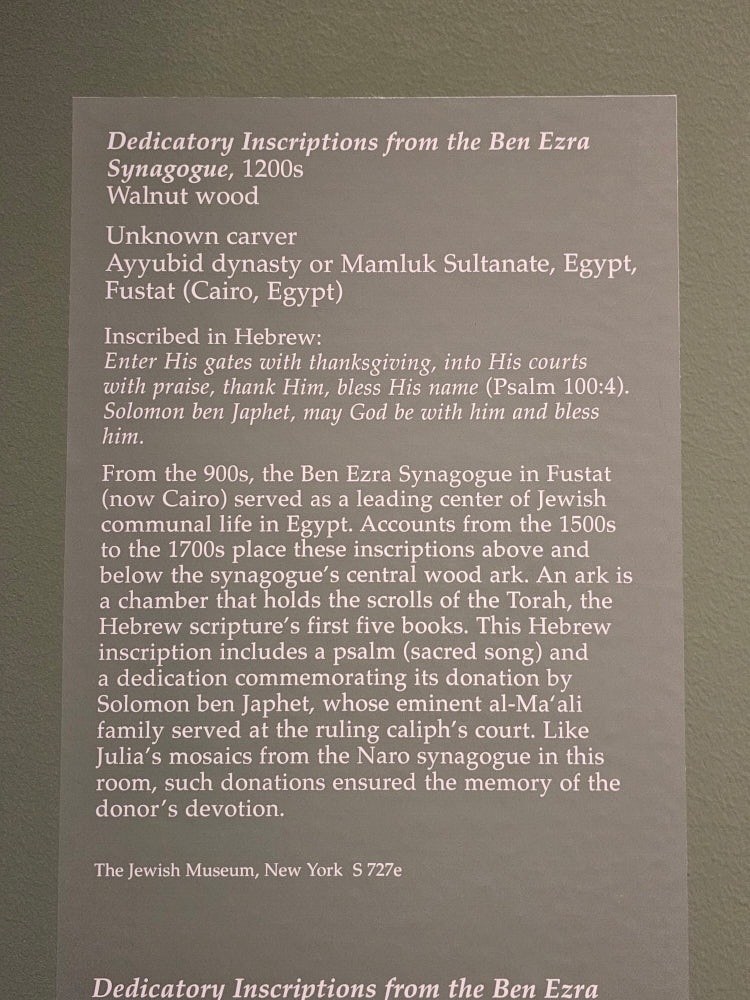 Dedicatory Inscriptions from the Ben Ezra
Synagogue, 1200s
Walnut wood
Unknown carver
Ayyubid dynasty or Mamluk Sultanate, Egypt,
Fustat (Cairo, Egypt)
Inscribed in Hebrew:
Enter His gates with thanksgiving, into His courts
with praise, thank Him, bless His name (Psalm 100:4).
Solomon ben Japhet, may God be with him and bless
him.
From the 900s, the Ben Ezra Synagogue in Fustat
(now Cairo) served as a leading center of Jewish
communal life in Egypt. Accounts from the 1500s
to the 1700s place these inscriptions above and
below the synagogue's central wood ark. An ark is
a chamber that holds the scrolls of the Torah, the
Hebrew scripture's first five books. This Hebrew
inscription includes a psalm (sacred song) and
a dedication commemorating its donation by
Solomon ben Japhet, whose eminent al-Ma‘ali
family served at the ruling caliph's court. Like
Julia's mosaics from the Naro synagogue in this
room, such donations ensured the memory of the
donor's devotion.
The Jewish Museum, New York S 727e
Dedicatory Inscriptions from the Ben Ezra